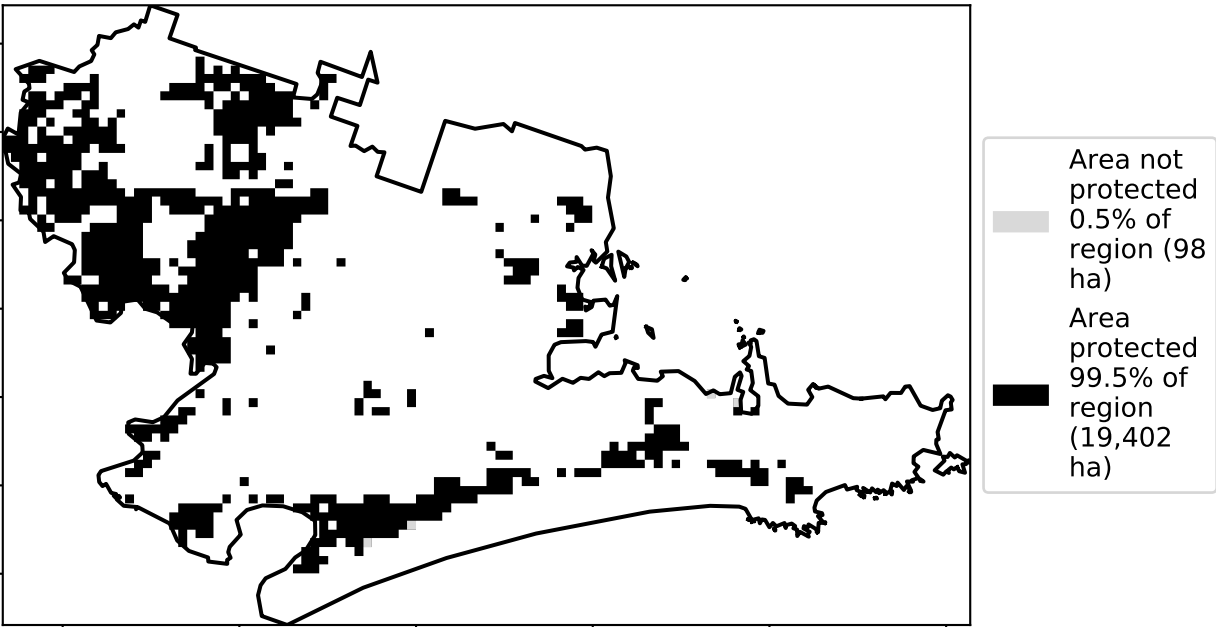 Area not
protected
0.5% of
region (98
ha)
Area
protected
99.5% of
region
(19,402
ha)